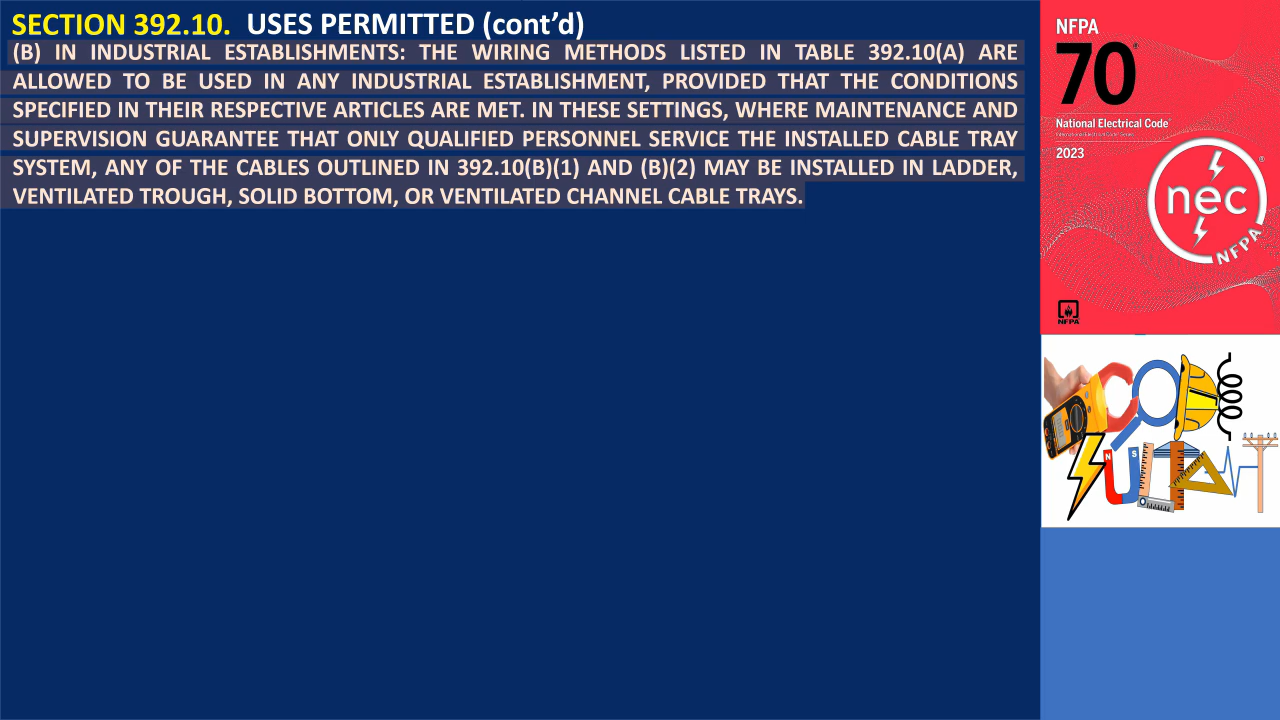 SECTION 392.10. USES PERMITTED (cont’d)
(B) IN INDUSTRIAL ESTABLISHMENTS: THE WIRING METHODS LISTED IN TABLE 392.10(A) ARE
ALLOWED TO BE USED IN ANY INDUSTRIAL ESTABLISHMENT, PROVIDED THAT THE CONDITIONS
SPECIFIED IN THEIR RESPECTIVE ARTICLES ARE MET. IN THESE SETTINGS, WHERE MAINTENANCE AND
SUPERVISION GUARANTEE THAT ONLY QUALIFIED PERSONNEL SERVICE THE INSTALLED CABLE TRAY
SYSTEM, ANY OF THE CABLES OUTLINED IN 392.10(B)(1) AND (B)(2) MAY BE INSTALLED IN LADDER,
VENTILATED TROUGH, SOLID BOTTOM, OR VENTILATED CHANNEL CABLE TRAYS.
NFPA
70®
National Electrical Code®
International Electrical Code® Series
2023
nec®
NFPA
NFPA
N S